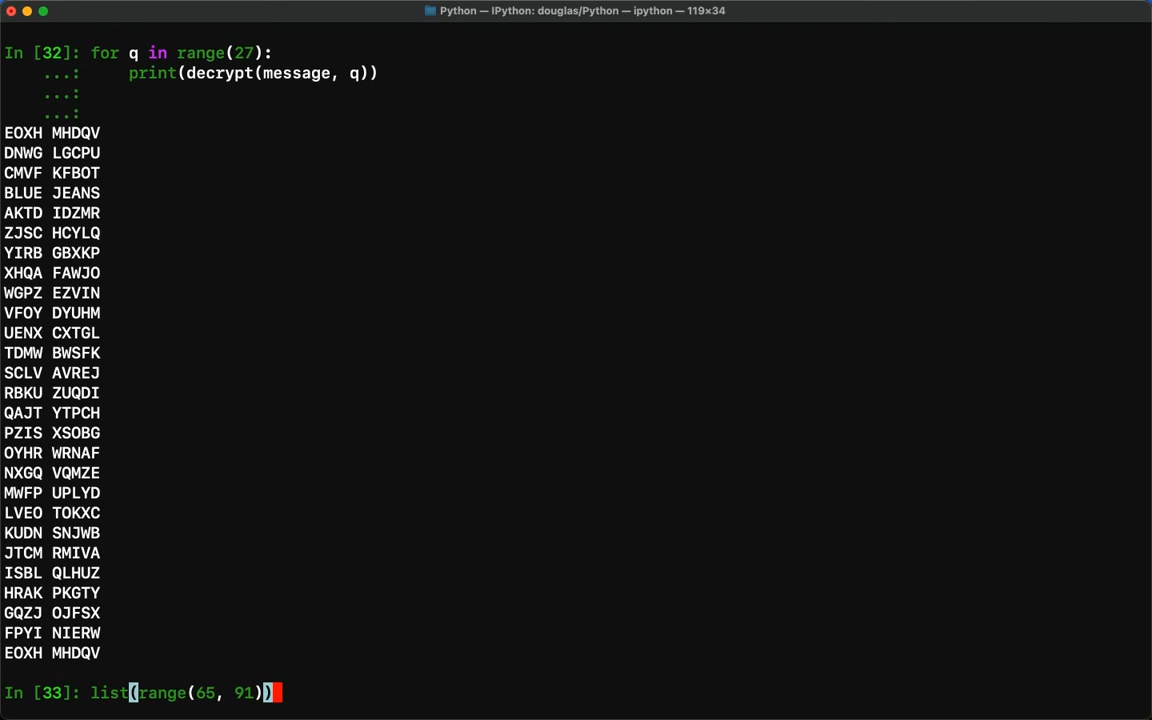 Python — IPython: douglas/Python — ipython — 119×34
In [32]: for q in range(27):
    ...:     print(decrypt(message, q))
    ...:
    ...:
EOXH MHDQV
DNWG LGCPU
CMVF KFBOT
BLUE JEANS
AKTD IDZMR
ZJSC HCYLQ
YIRB GBXKP
XHQA FAWJO
WGPZ EZVIN
VFOY DYUHM
UENX CXTGL
TDMW BWSFK
SCLV AVREJ
RBKU ZUQDI
QAJT YTPCH
PZIS XSOBG
OYHR WRNAF
NXGQ VQMZE
MWFP UPLYD
LVEO TOKXC
KUDN SNJWB
JTCM RMIVA
ISBL QLHUZ
HRAK PKGTY
GQZJ OJFSX
FPYI NIERW
EOXH MHDQV
In [33]: list(range(65, 91))